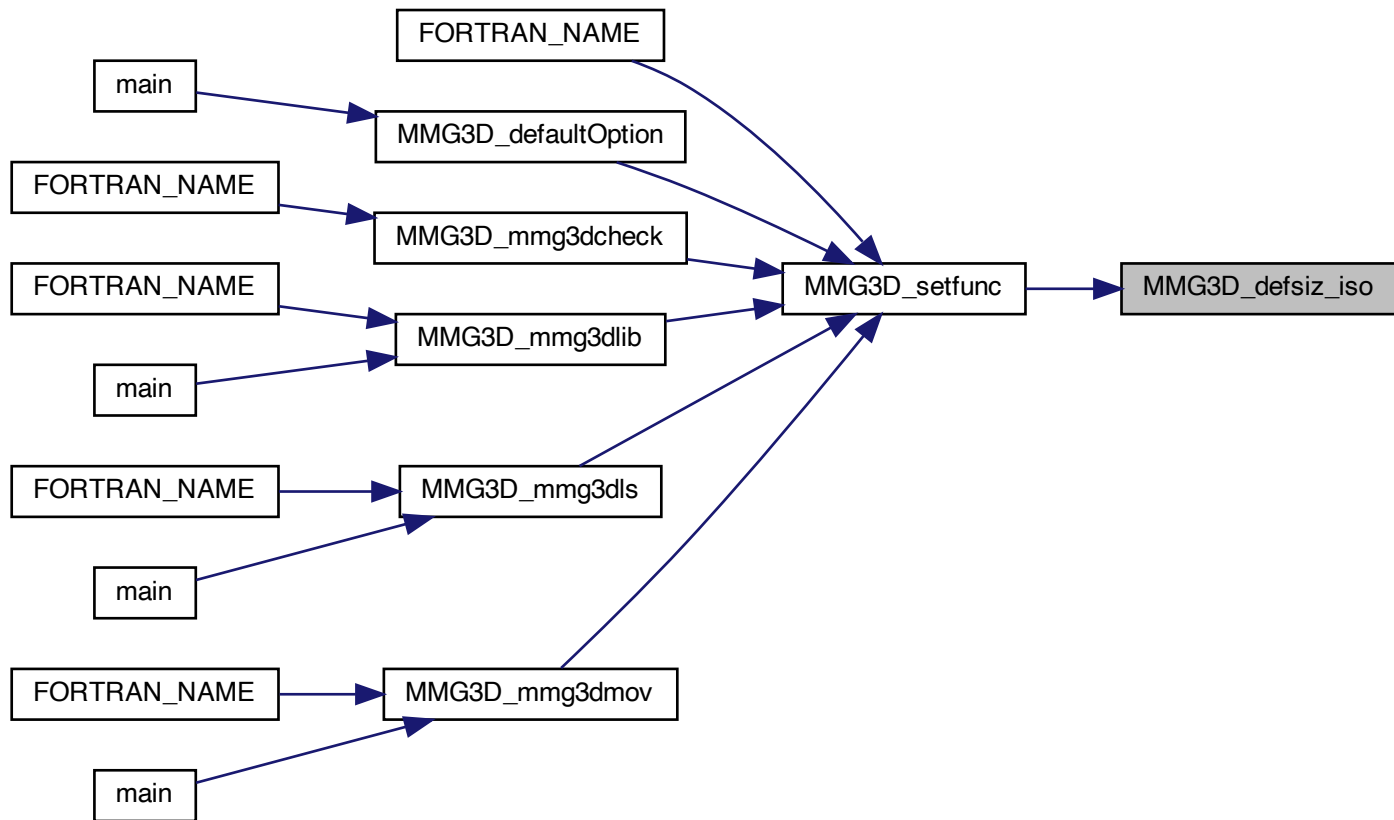 FORTRAN_NAME
main
MMG3D_defaultOption
FORTRAN_NAME
MMG3D_mmg3dcheck
FORTRAN_NAME
MMG3D_setfunc
MMG3D_defsiz_iso
MMG3D_mmg3dlib
main
FORTRAN_NAME
MMG3D_mmg3dls
main
FORTRAN_NAME
MMG3D_mmg3dmov
main